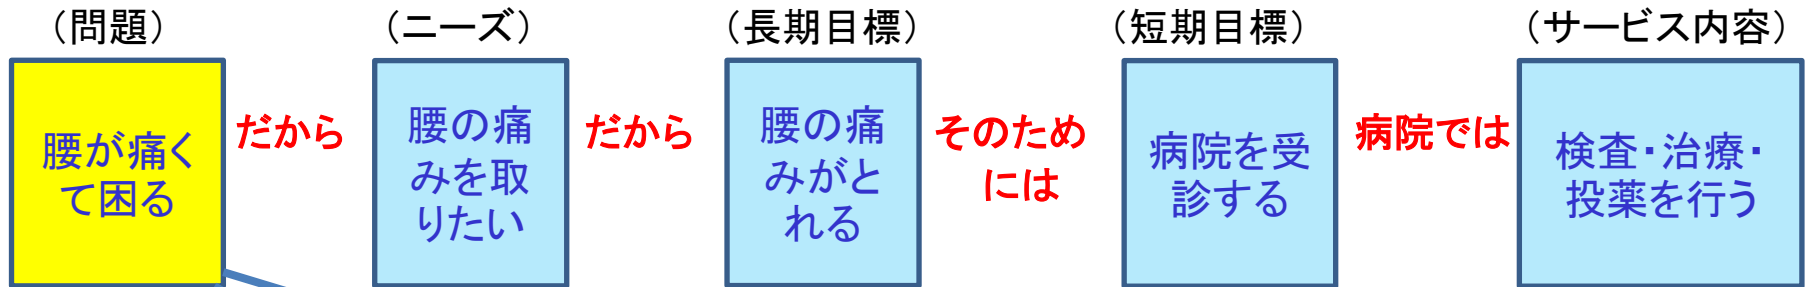 （問題）
（ニーズ）
（長期目標）
（短期目標）
（サービス内容）
腰が痛く
て困る
だから
腰の痛
みを取
りたい
だから
腰の痛
みがと
れる
そのため
には
病院を受
診する
病院では
検査・治療・
投薬を行う